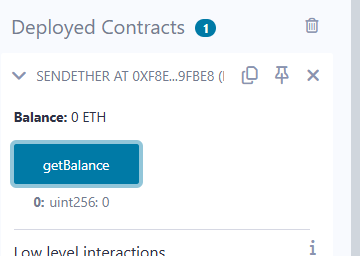 Deployed Contracts 1
SENDETHER AT 0XF8E...9FBE8 (
Balance: 0 ETH
getBalance
0: uint256: 0
Low level interactions